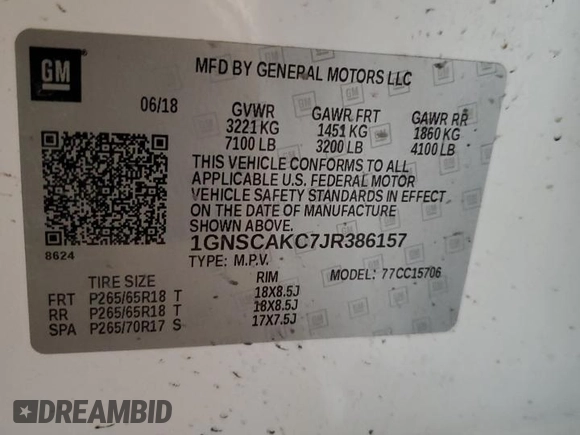 GM
MFD BY GENERAL MOTORS LLC
06/18 GVWR GAWR FRT GAWR RR
3221 KG 1451 KG 1860 KG
7100 LB 3200 LB 4100 LB
THIS VEHICLE CONFORMS TO ALL
APPLICABLE U.S. FEDERAL MOTOR
VEHICLE SAFETY STANDARDS IN EFFECT
ON THE DATE OF MANUFACTURE
SHOWN ABOVE.
8624
1GNSCAKC7JR386157
TYPE: M.P.V. MODEL: 77CC15706
TIRE SIZE RIM
FRT P265/65R18 T 18X8.5J
RR P265/65R18 T 18X8.5J
SPA P265/70R17 S 17X7.5J
DREAMBID